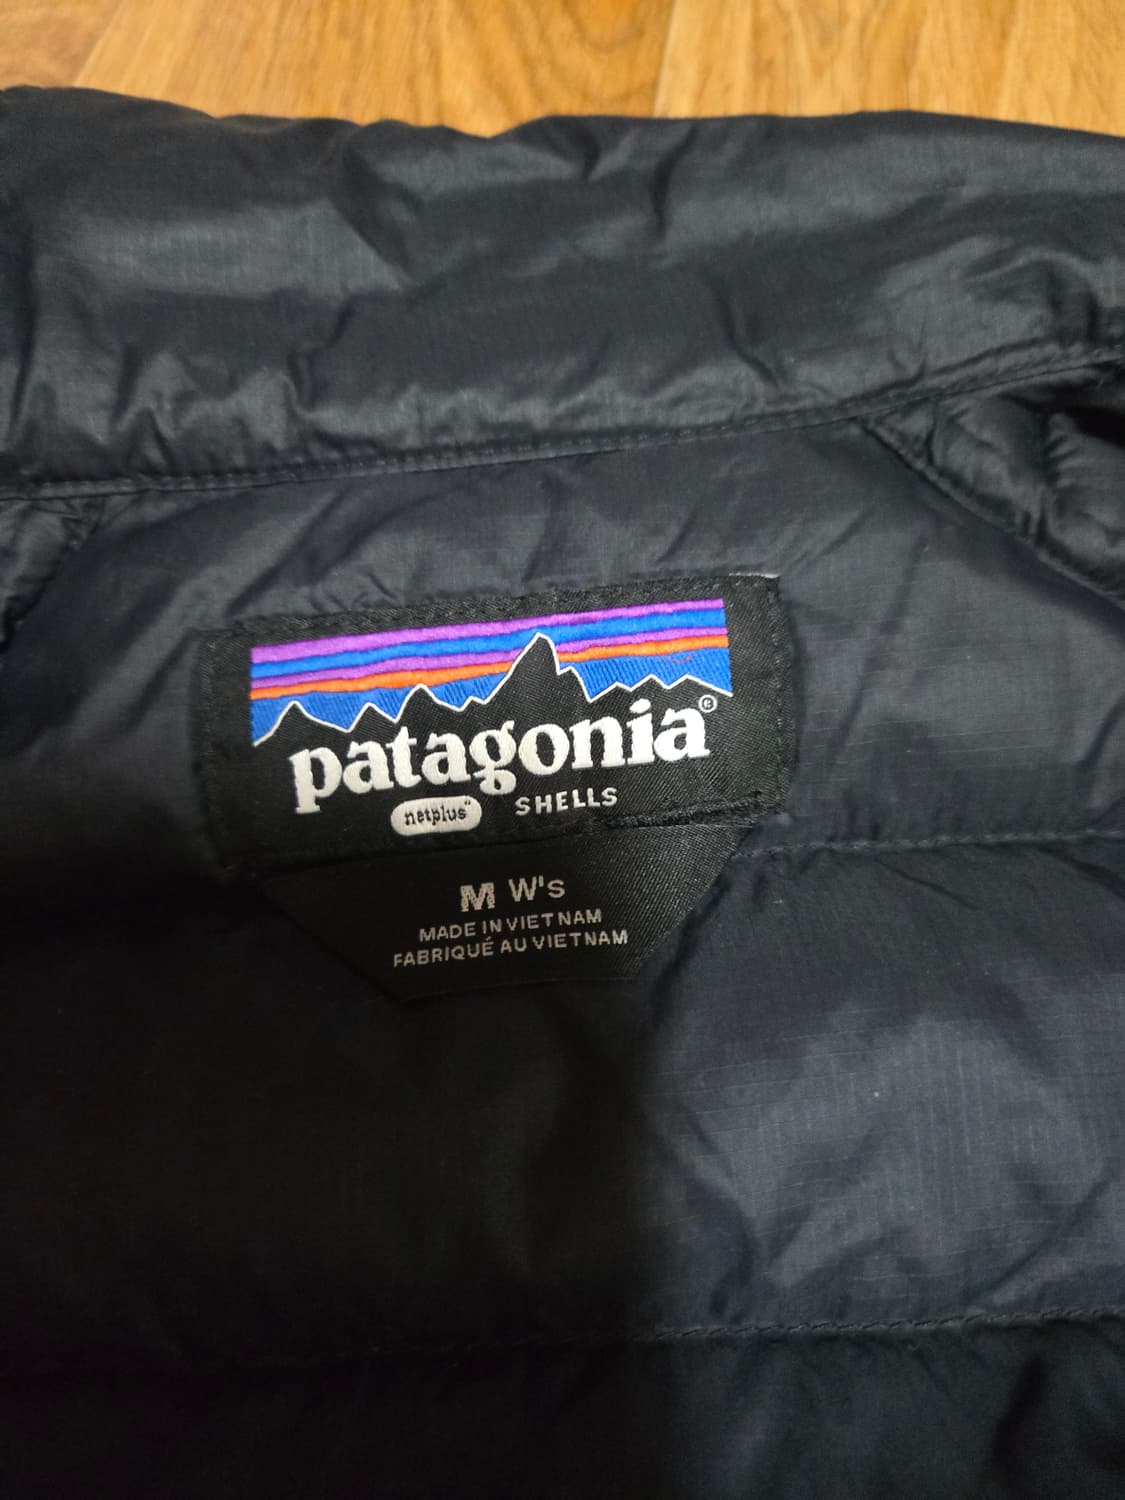 patagonia®
netplus®
SHELLS
M W's
MADE IN VIETNAM
FABRIQUÉ AU VIETNAM